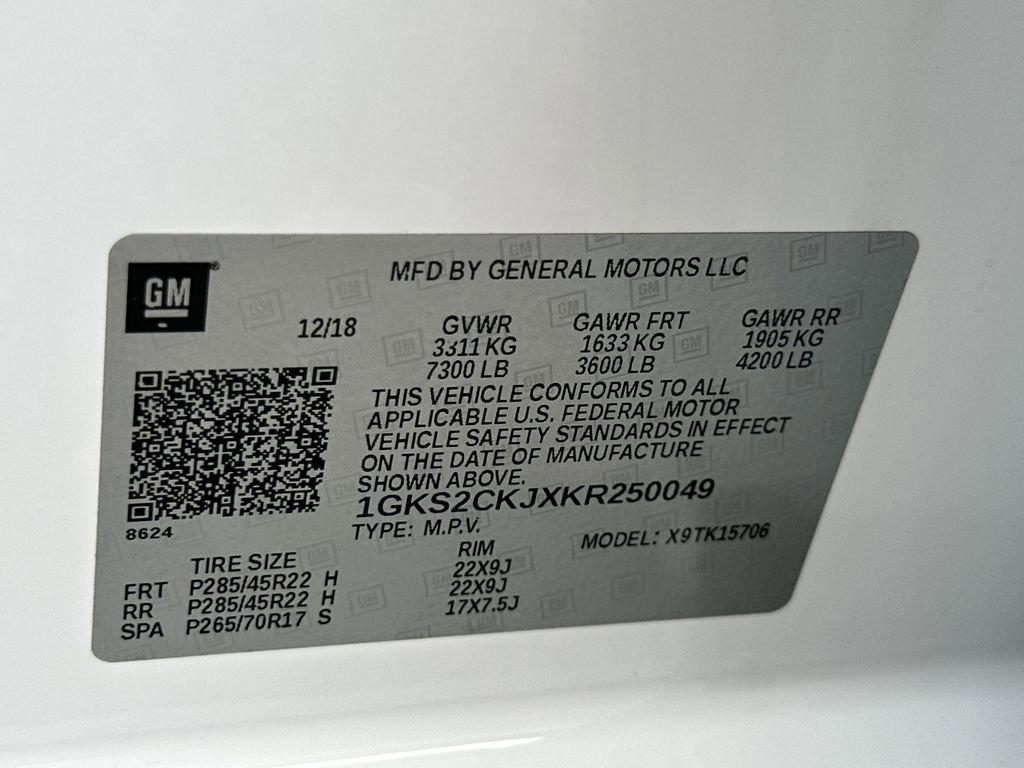 GM
MFD BY GENERAL MOTORS LLC
12/18
GVWR GAWR FRT GAWR RR
3311 KG 1633 KG 1905 KG
7300 LB 3600 LB 4200 LB
THIS VEHICLE CONFORMS TO ALL
APPLICABLE U.S. FEDERAL MOTOR
VEHICLE SAFETY STANDARDS IN EFFECT
ON THE DATE OF MANUFACTURE
SHOWN ABOVE.
1GKS2CKJXKR250049
8624
TYPE: M.P.V. MODEL: X9TK15706
TIRE SIZE RIM
FRT P285/45R22 H 22X9J
RR P285/45R22 H 22X9J
SPA P265/70R17 S 17X7.5J